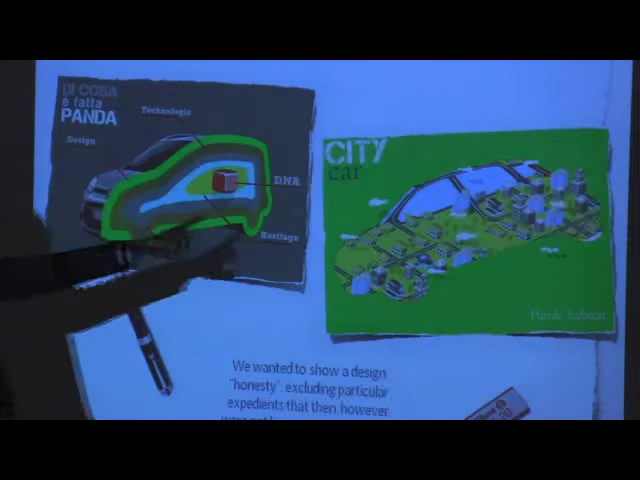 DI COSA
è fatta
PANDA
Technologic
Design
DNA
Heritage
CITY
car
Panda habitat
We wanted to show a design
"honesty", excluding particular
expedients that then, however,